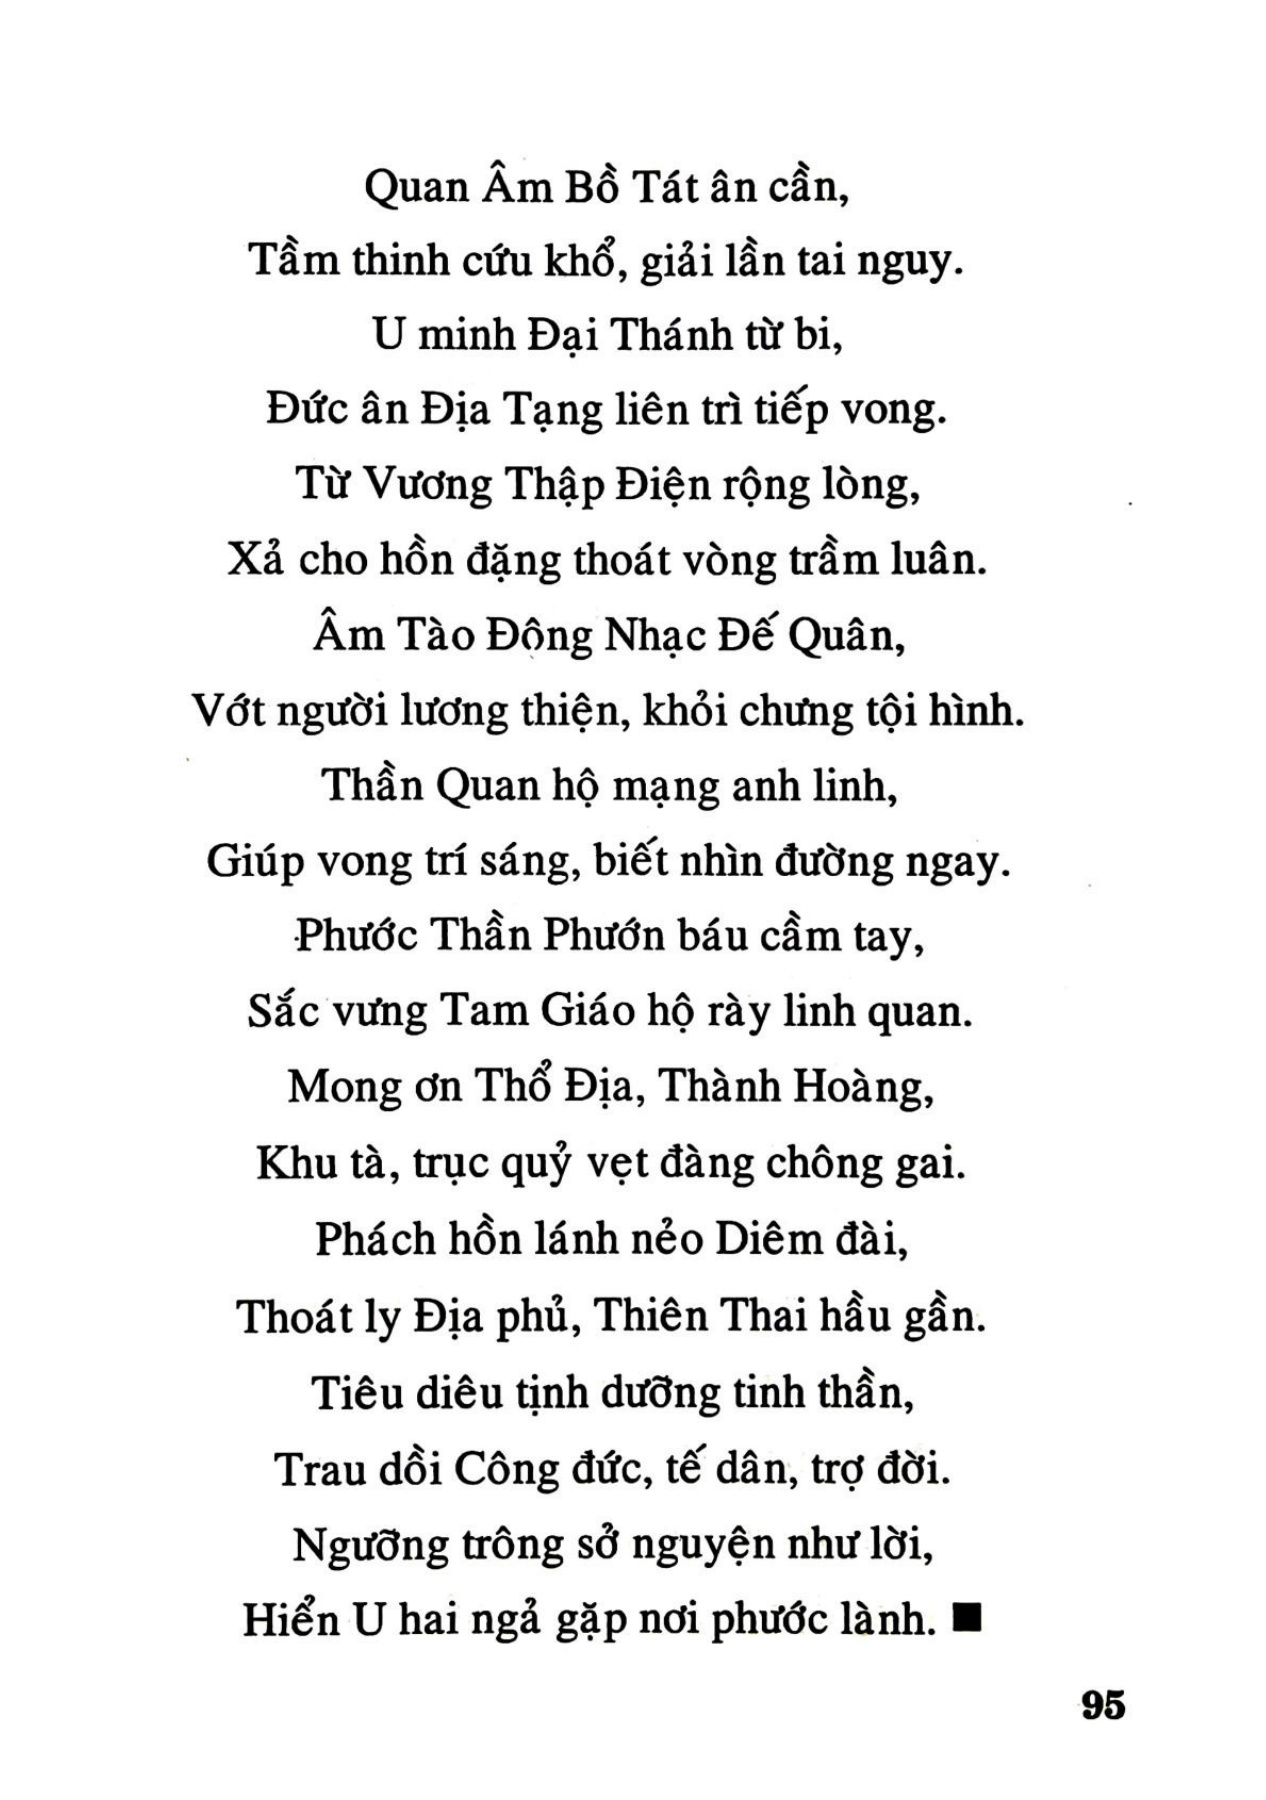 Quan Âm Bồ Tát ân cần,
Tầm thinh cứu khổ, giải lần tai nguy.
U minh Đại Thánh từ bi,
Đức ân Địa Tạng liên trì tiếp vong.
Từ Vương Thập Điện rộng lòng,
Xả cho hồn đặng thoát vòng trầm luân.
Âm Tào Đông Nhạc Đế Quân,
Vớt người lương thiện, khỏi chưng tội hình.
Thần Quan hộ mạng anh linh,
Giúp vong trí sáng, biết nhìn đường ngay.
Phước Thần Phướn báu cầm tay,
Sắc vưng Tam Giáo hộ rày linh quan.
Mong ơn Thổ Địa, Thành Hoàng,
Khu tà, trục quỷ vẹt đàng chông gai.
Phách hồn lánh nẻo Diêm đài,
Thoát ly Địa phủ, Thiên Thai hầu gần.
Tiêu diêu tịnh dưỡng tinh thần,
Trau dồi Công đức, tế dân, trợ đời.
Ngưỡng trông sở nguyện như lời,
Hiển U hai ngả gặp nơi phước lành. ■
95